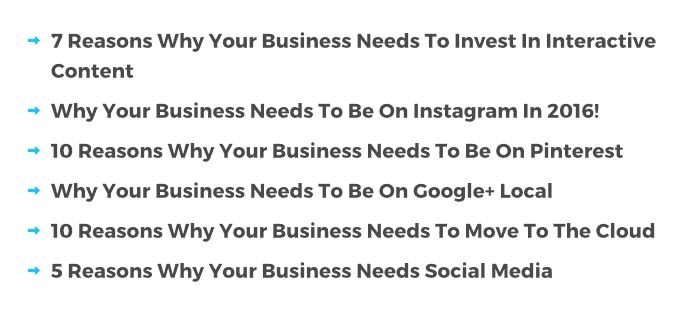 7 Reasons Why Your Business Needs To Invest In Interactive
Content
Why Your Business Needs To Be On Instagram In 2016!
10 Reasons Why Your Business Needs To Be On Pinterest
Why Your Business Needs To Be On Google+ Local
10 Reasons Why Your Business Needs To Move To The Cloud
5 Reasons Why Your Business Needs Social Media